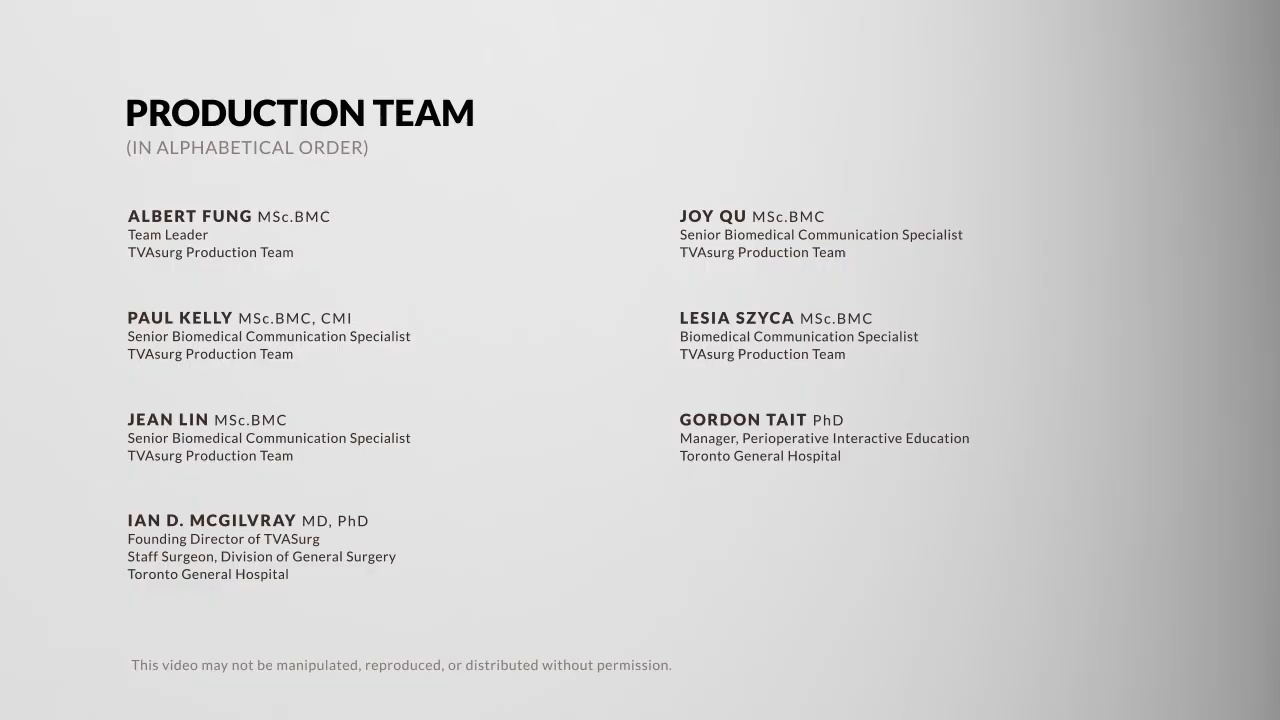 PRODUCTION TEAM
(IN ALPHABETICAL ORDER)
ALBERT FUNG MSc.BMC
Team Leader
TVAsurg Production Team
PAUL KELLY MSc.BMC, CMI
Senior Biomedical Communication Specialist
TVAsurg Production Team
JEAN LIN MSc.BMC
Senior Biomedical Communication Specialist
TVAsurg Production Team
IAN D. MCGILVRAY MD, PhD
Founding Director of TVASurg
Staff Surgeon, Division of General Surgery
Toronto General Hospital
JOY QU MSc.BMC
Senior Biomedical Communication Specialist
TVAsurg Production Team
LESIA SZYCA MSc.BMC
Biomedical Communication Specialist
TVAsurg Production Team
GORDON TAIT PhD
Manager, Perioperative Interactive Education
Toronto General Hospital
This video may not be manipulated, reproduced, or distributed without permission.